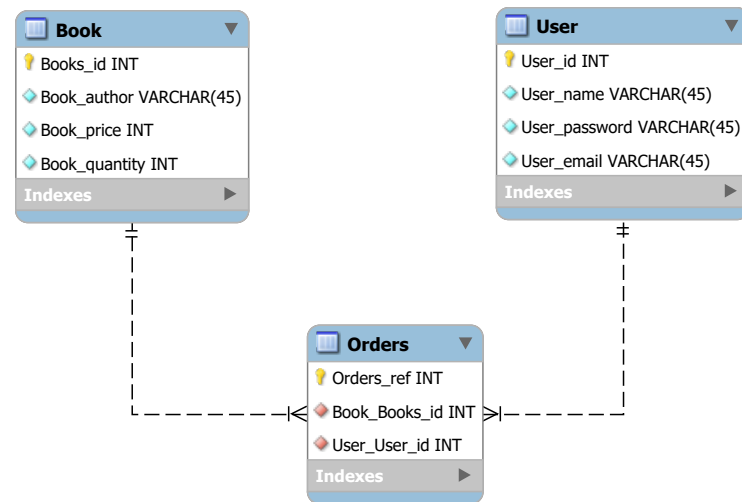 Book
Books_id INT
Book_author VARCHAR(45)
Book_price INT
Book_quantity INT
Indexes
User
User_id INT
User_name VARCHAR(45)
User_password VARCHAR(45)
User_email VARCHAR(45)
Indexes
Orders
Orders_ref INT
Book_Books_id INT
User_User_id INT
Indexes